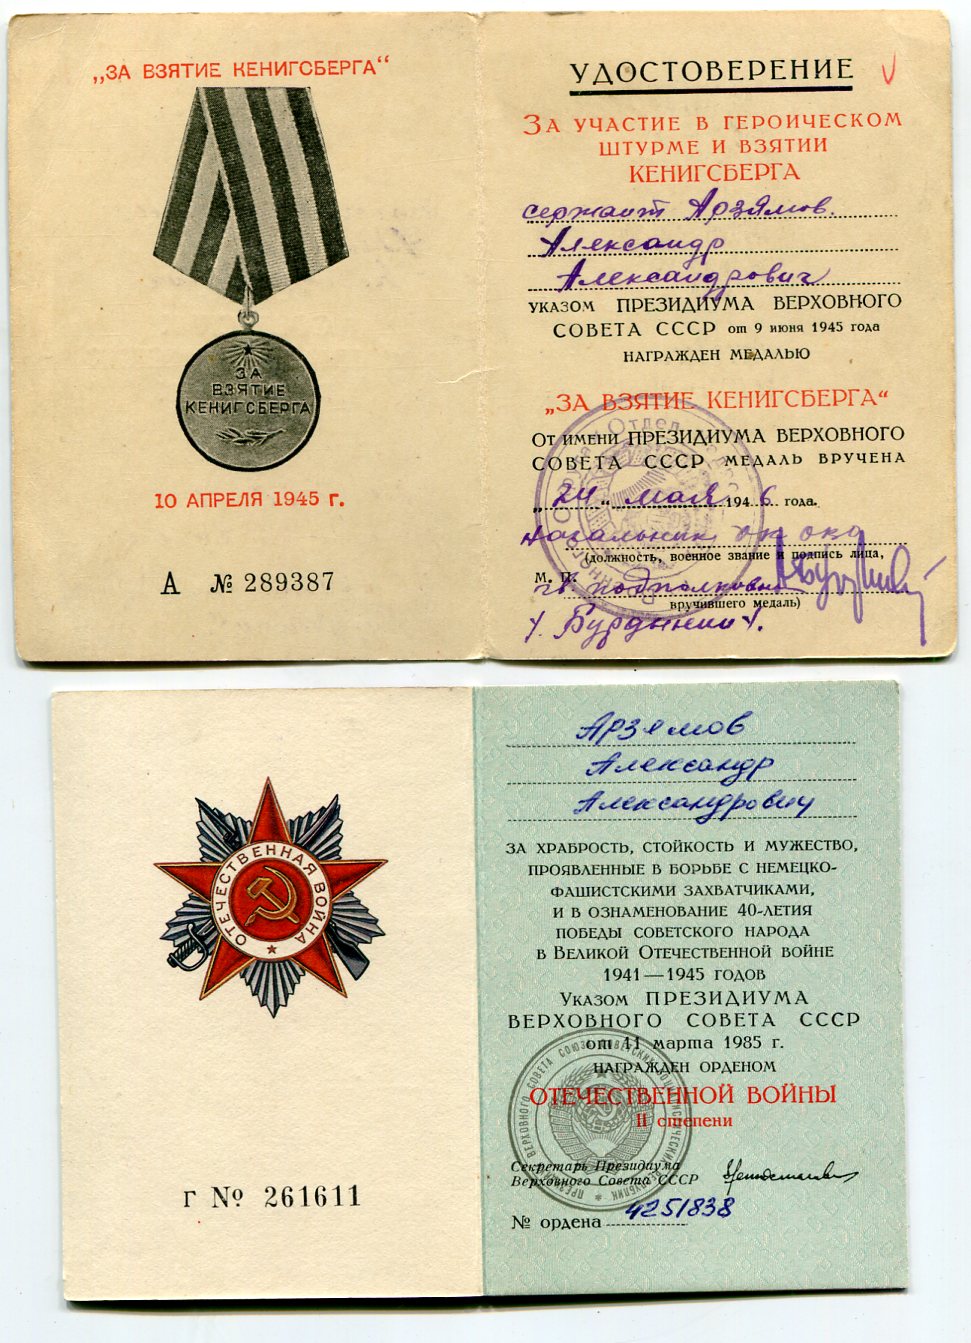 „ЗА ВЗЯТИЕ КЕНИГСБЕРГА“
ЗА
ВЗЯТИЕ
КЕНИГСБЕРГА
10 АПРЕЛЯ 1945 г.
А № 289387
УДОСТОВЕРЕНИЕ
ЗА УЧАСТИЕ В ГЕРОИЧЕСКОМ
ШТУРМЕ И ВЗЯТИИ
КЕНИГСБЕРГА
сержант Арзямов
Александр
Александрович
УКАЗОМ ПРЕЗИДИУМА ВЕРХОВНОГО
СОВЕТА СССР от 9 июня 1945 года
НАГРАЖДЕН МЕДАЛЬЮ
„ЗА ВЗЯТИЕ КЕНИГСБЕРГА“
От имени ПРЕЗИДИУМА ВЕРХОВНОГО
СОВЕТА СССР МЕДАЛЬ ВРУЧЕНА
„24“ мая 1946 года.
Начальник
(должность, военное звание и подпись лица,
М. П.
гв. подполковник
вручившего медаль)
ОТЕЧЕСТВЕННАЯ ВОЙНА
г № 261611
Арзямов
Александр
Александрович
ЗА ХРАБРОСТЬ, СТОЙКОСТЬ И МУЖЕСТВО,
ПРОЯВЛЕННЫЕ В БОРЬБЕ С НЕМЕЦКО-
ФАШИСТСКИМИ ЗАХВАТЧИКАМИ,
И В ОЗНАМЕНОВАНИЕ 40-ЛЕТИЯ
ПОБЕДЫ СОВЕТСКОГО НАРОДА
В ВЕЛИКОЙ ОТЕЧЕСТВЕННОЙ ВОЙНЕ
1941—1945 ГОДОВ
Указом ПРЕЗИДИУМА
ВЕРХОВНОГО СОВЕТА СССР
от 11 марта 1985 г.
НАГРАЖДЕН ОРДЕНОМ
ОТЕЧЕСТВЕННОЙ ВОЙНЫ
II степени
Секретарь Президиума
Верховного Совета СССР
№ ордена 4251838